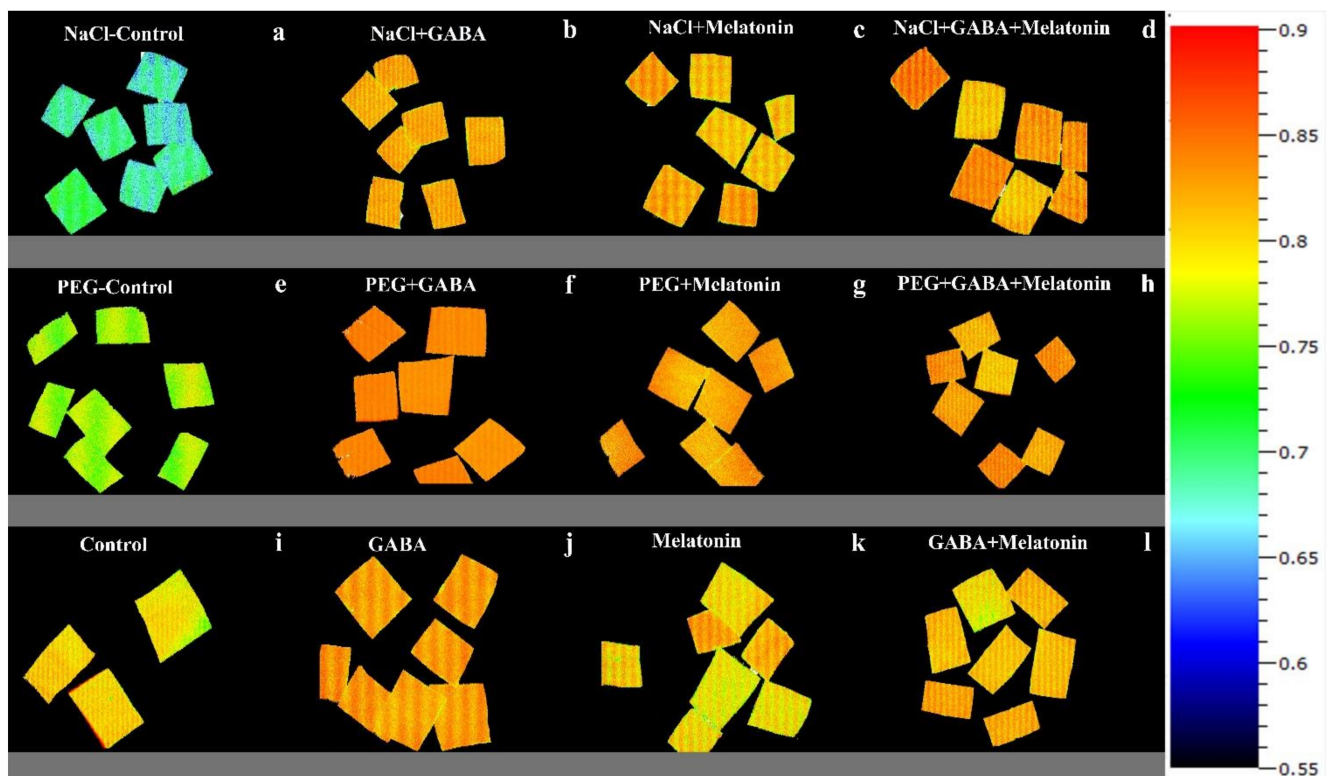 NaCl-Control a NaCl+GABA b NaCl+Melatonin c NaCl+GABA+Melatonin d
PEG-Control e PEG+GABA f PEG+Melatonin g PEG+GABA+Melatonin h
Control i GABA j Melatonin k GABA+Melatonin l
0.9
0.85
0.8
0.75
0.7
0.65
0.6
0.55